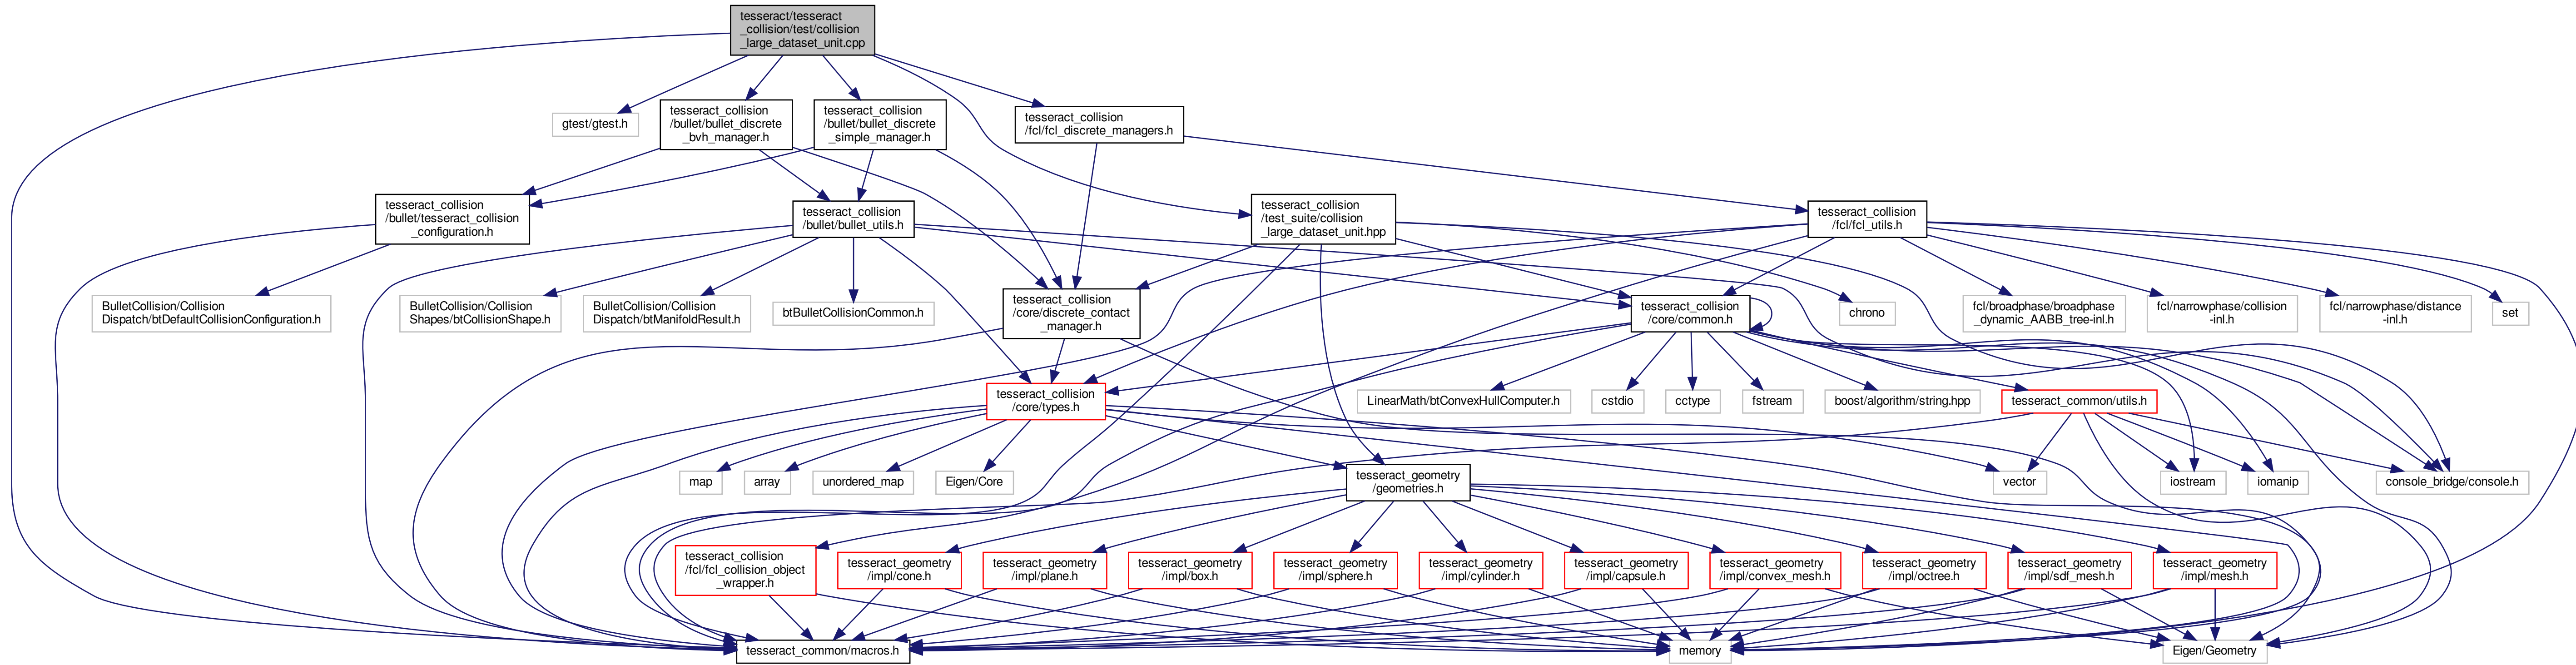 tesseract/tesseract
_collision/test/collision
_large_dataset_unit.cpp
gtest/gtest.h
tesseract_collision
/bullet/bullet_discrete
_bvh_manager.h
tesseract_collision
/bullet/bullet_discrete
_simple_manager.h
tesseract_collision
/fcl/fcl_discrete_managers.h
tesseract_collision
/bullet/tesseract_collision
_configuration.h
tesseract_collision
/bullet/bullet_utils.h
tesseract_collision
/test_suite/collision
_large_dataset_unit.hpp
tesseract_collision
/fcl/fcl_utils.h
BulletCollision/Collision
Dispatch/btDefaultCollisionConfiguration.h
BulletCollision/Collision
Shapes/btCollisionShape.h
BulletCollision/Collision
Dispatch/btManifoldResult.h
btBulletCollisionCommon.h
tesseract_collision
/core/discrete_contact
_manager.h
tesseract_collision
/core/common.h
chrono
fcl/broadphase/broadphase
_dynamic_AABB_tree-inl.h
fcl/narrowphase/collision
-inl.h
fcl/narrowphase/distance
-inl.h
set
tesseract_collision
/core/types.h
LinearMath/btConvexHullComputer.h
cstdio
cctype
fstream
boost/algorithm/string.hpp
tesseract_common/utils.h
map
array
unordered_map
Eigen/Core
tesseract_geometry
/geometries.h
vector
iostream
iomanip
console_bridge/console.h
tesseract_collision
/fcl/fcl_collision_object
_wrapper.h
tesseract_geometry
/impl/cone.h
tesseract_geometry
/impl/plane.h
tesseract_geometry
/impl/box.h
tesseract_geometry
/impl/sphere.h
tesseract_geometry
/impl/cylinder.h
tesseract_geometry
/impl/capsule.h
tesseract_geometry
/impl/convex_mesh.h
tesseract_geometry
/impl/octree.h
tesseract_geometry
/impl/sdf_mesh.h
tesseract_geometry
/impl/mesh.h
tesseract_common/macros.h
memory
Eigen/Geometry